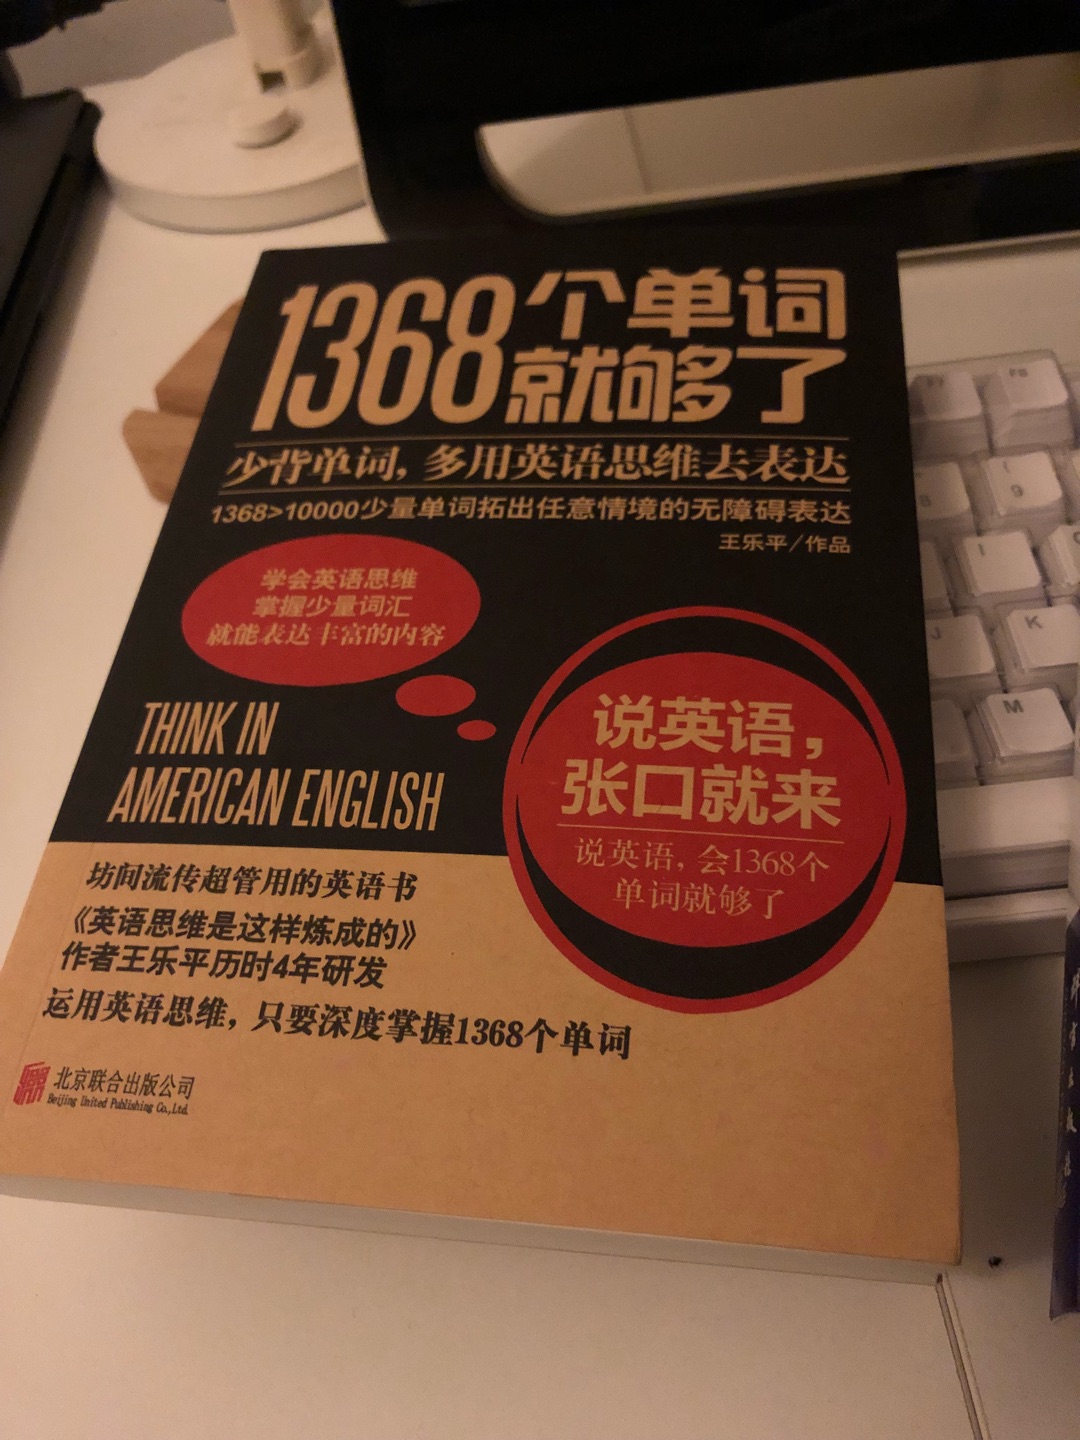 1368个单词
就够了
少背单词，多用英语思维去表达
1368>10000少量单词拓出任意情境的无障碍表达
王乐平／作品
学会英语思维
掌握少量词汇
就能表达丰富的内容
THINK IN
AMERICAN ENGLISH
说英语，
张口就来
说英语，会1368个
单词就够了
坊间流传超管用的英语书
《英语思维是这样炼成的》
作者王乐平历时4年研发
运用英语思维，只要深度掌握1368个单词
北京联合出版公司
Beijing United Publishing Co.,Ltd.
F8
9
I
J
K
M